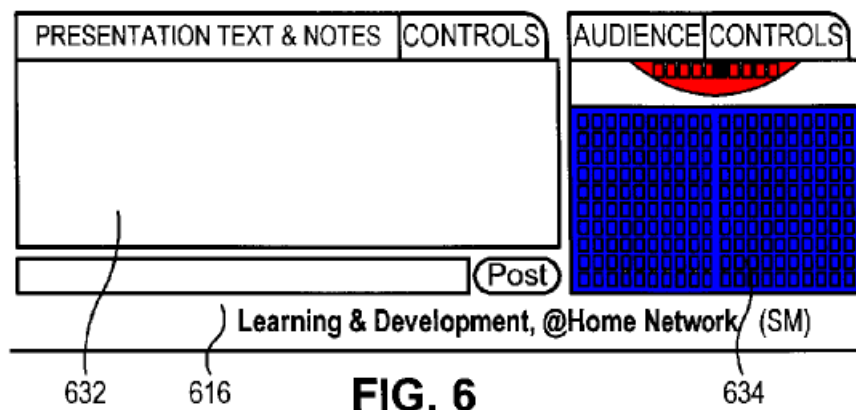 PRESENTATION TEXT & NOTES CONTROLS AUDIENCE CONTROLS
Post
Learning & Development, @Home Network (SM)
632 616 FIG. 6 634